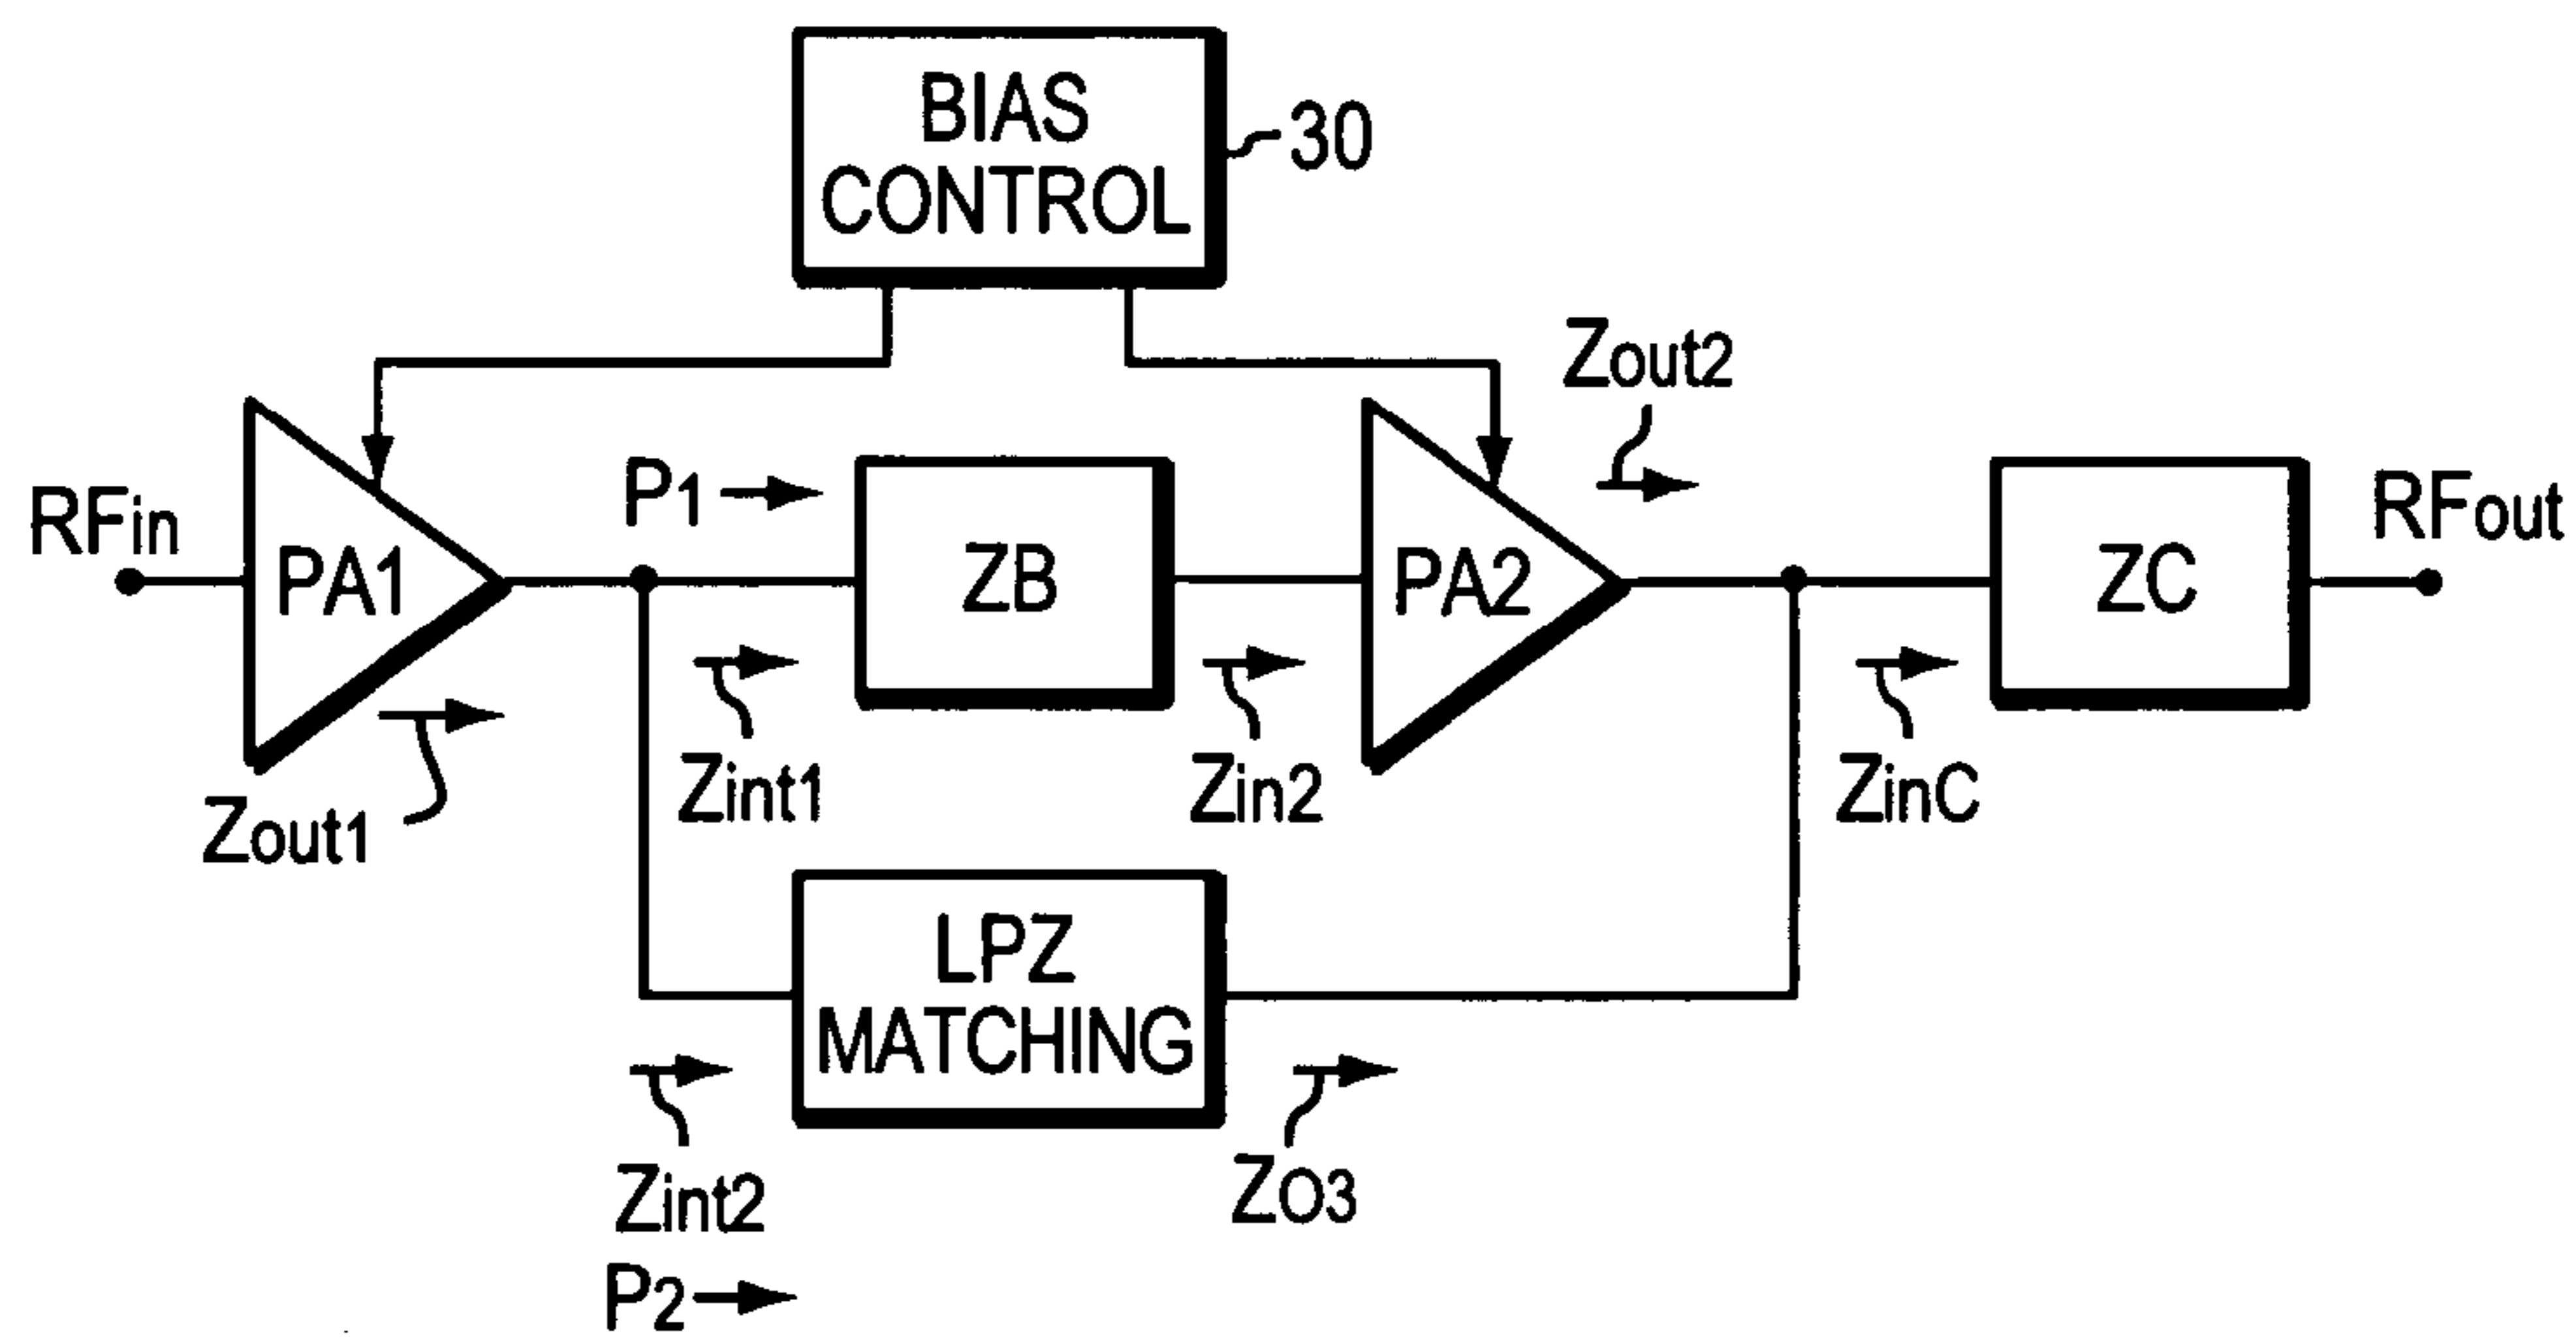 BIAS
CONTROL
30
Zout2
P1
RFin
PA1
ZB
PA2
ZC
RFout
Zout1
Zint1
Zin2
ZinC
LPZ
MATCHING
Zint2
ZO3
P2